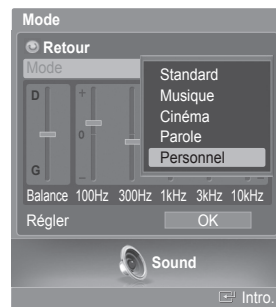 Mode
Retour
Mode
Standard
Musique
Cinéma
Parole
Personnel
D
+
0
G
–
Balance 100Hz 300Hz 1kHz 3kHz 10kHz
Régler OK
Sound
Intro.